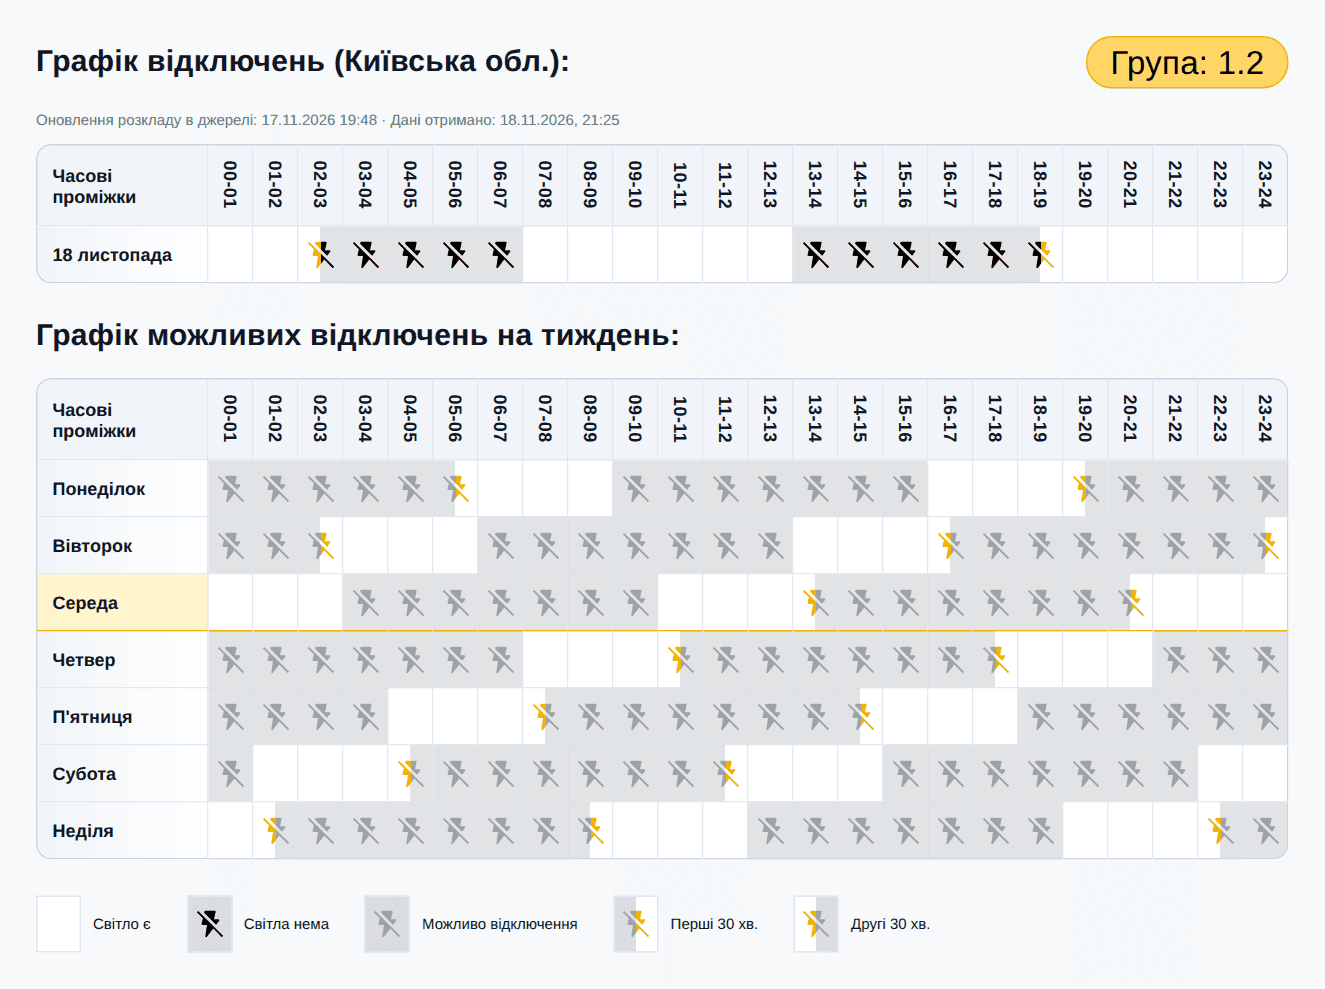 Графік відключень (Київська обл.):
Група: 1.2
Оновлення розкладу в джерелі: 17.11.2026 19:48 · Дані отримано: 18.11.2026, 21:25
Часові проміжки 00-01 01-02 02-03 03-04 04-05 05-06 06-07 07-08 08-09 09-10 10-11 11-12 12-13 13-14 14-15 15-16 16-17 17-18 18-19 19-20 20-21 21-22 22-23 23-24
18 листопада
Графік можливих відключень на тиждень:
Часові проміжки 00-01 01-02 02-03 03-04 04-05 05-06 06-07 07-08 08-09 09-10 10-11 11-12 12-13 13-14 14-15 15-16 16-17 17-18 18-19 19-20 20-21 21-22 22-23 23-24
Понеділок
Вівторок
Середа
Четвер
П'ятниця
Субота
Неділя
Світло є Світла нема Можливо відключення Перші 30 хв. Другі 30 хв.